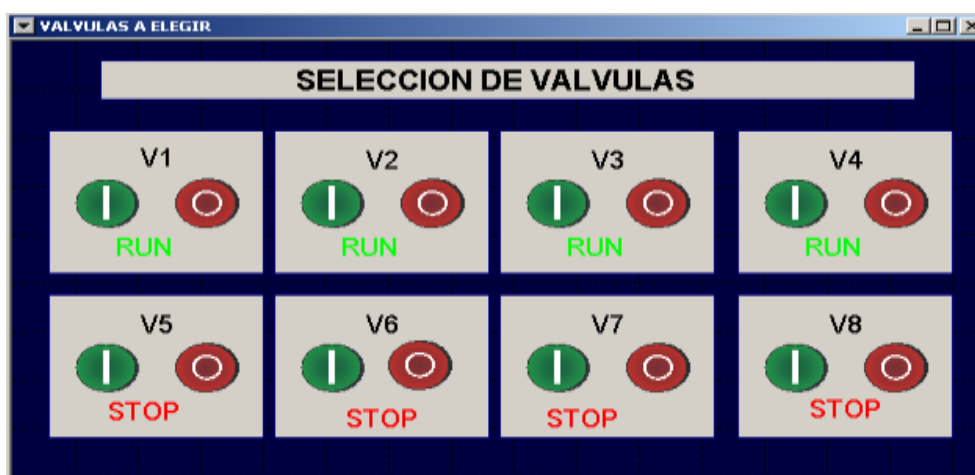 VALVULAS A ELEGIR
SELECCION DE VALVULAS
V1
RUN
V2
RUN
V3
RUN
V4
RUN
V5
STOP
V6
STOP
V7
STOP
V8
STOP